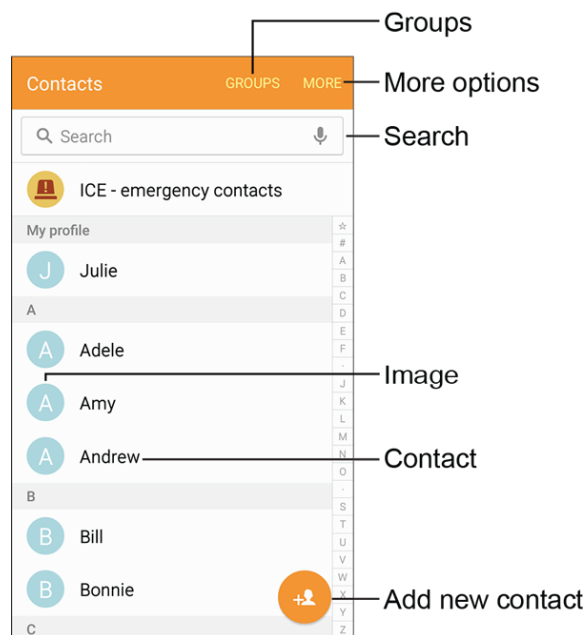 Groups
Contacts GROUPS MORE More options
Search Search
ICE - emergency contacts
My profile
☆
#
J Julie
A
B
C
A
D
E
A Adele
F
·
Image
J
A Amy
K
L
M
A Andrew
N
Contact
O
·
B
S
T
B Bill
U
V
W
B Bonnie
X
Add new contact
Y
C
Z